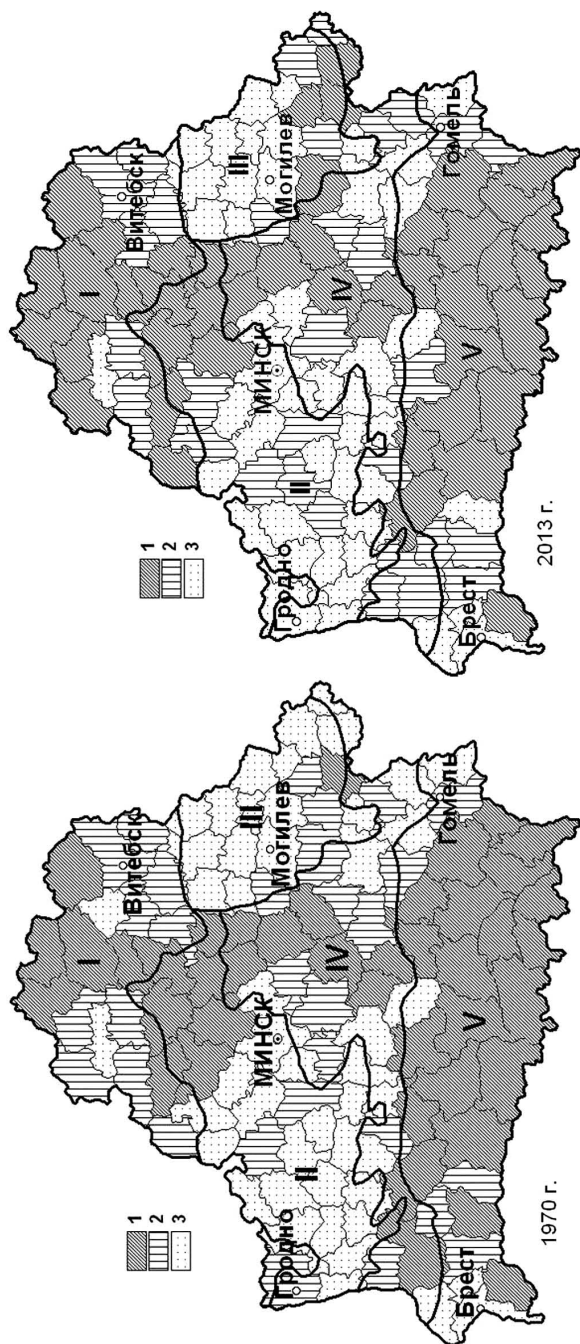 1
2
3
Гродно
Брест
МИНСК
Витебск
Могилев
Гомель
I
II
III
IV
V
1970 г.
1
2
3
Гродно
Брест
МИНСК
Витебск
Могилев
Гомель
I
II
III
IV
V
2013 г.